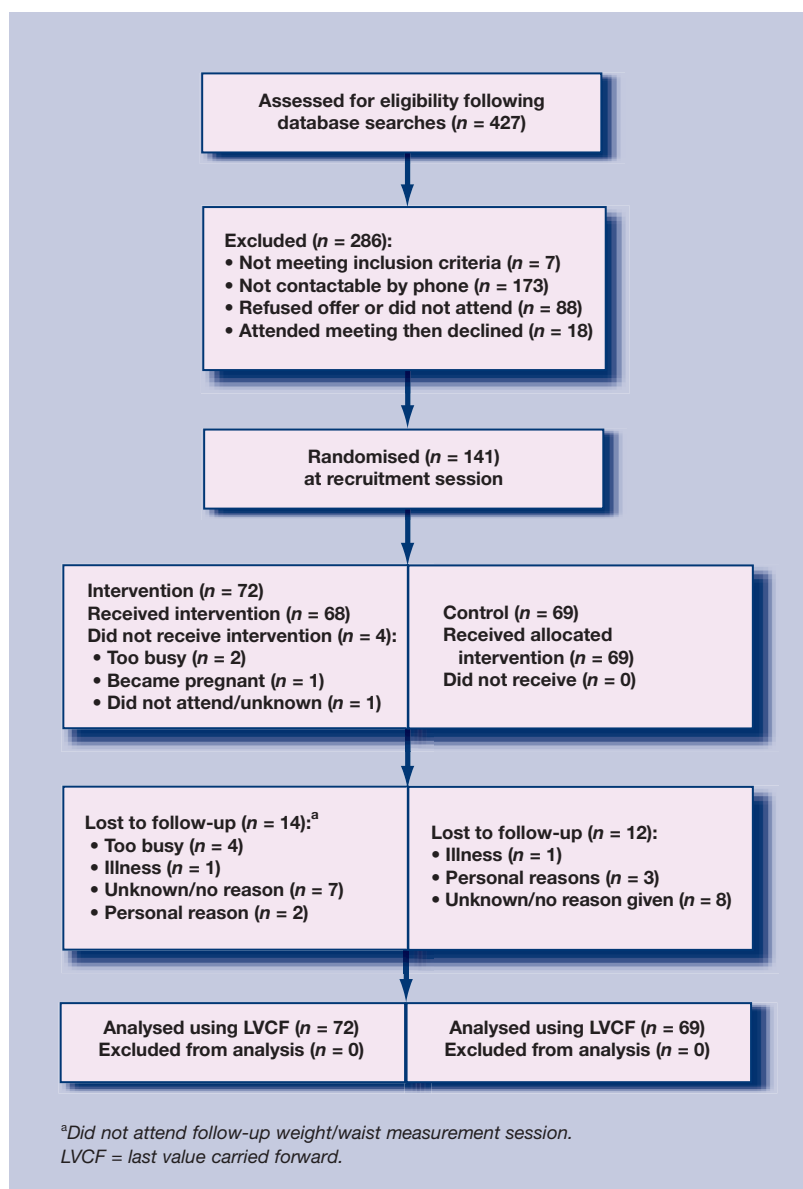 Assessed for eligibility following
database searches (n = 427)
Excluded (n = 286):
• Not meeting inclusion criteria (n = 7)
• Not contactable by phone (n = 173)
• Refused offer or did not attend (n = 88)
• Attended meeting then declined (n = 18)
Randomised (n = 141)
at recruitment session
Intervention (n = 72)
Received intervention (n = 68)
Did not receive intervention (n = 4):
• Too busy (n = 2)
• Became pregnant (n = 1)
• Did not attend/unknown (n = 1)
Control (n = 69)
Received allocated
intervention (n = 69)
Did not receive (n = 0)
Lost to follow-up (n = 14):a
• Too busy (n = 4)
• Illness (n = 1)
• Unknown/no reason (n = 7)
• Personal reason (n = 2)
Lost to follow-up (n = 12):
• Illness (n = 1)
• Personal reasons (n = 3)
• Unknown/no reason given (n = 8)
Analysed using LVCF (n = 72)
Excluded from analysis (n = 0)
Analysed using LVCF (n = 69)
Excluded from analysis (n = 0)
aDid not attend follow-up weight/waist measurement session.
LVCF = last value carried forward.